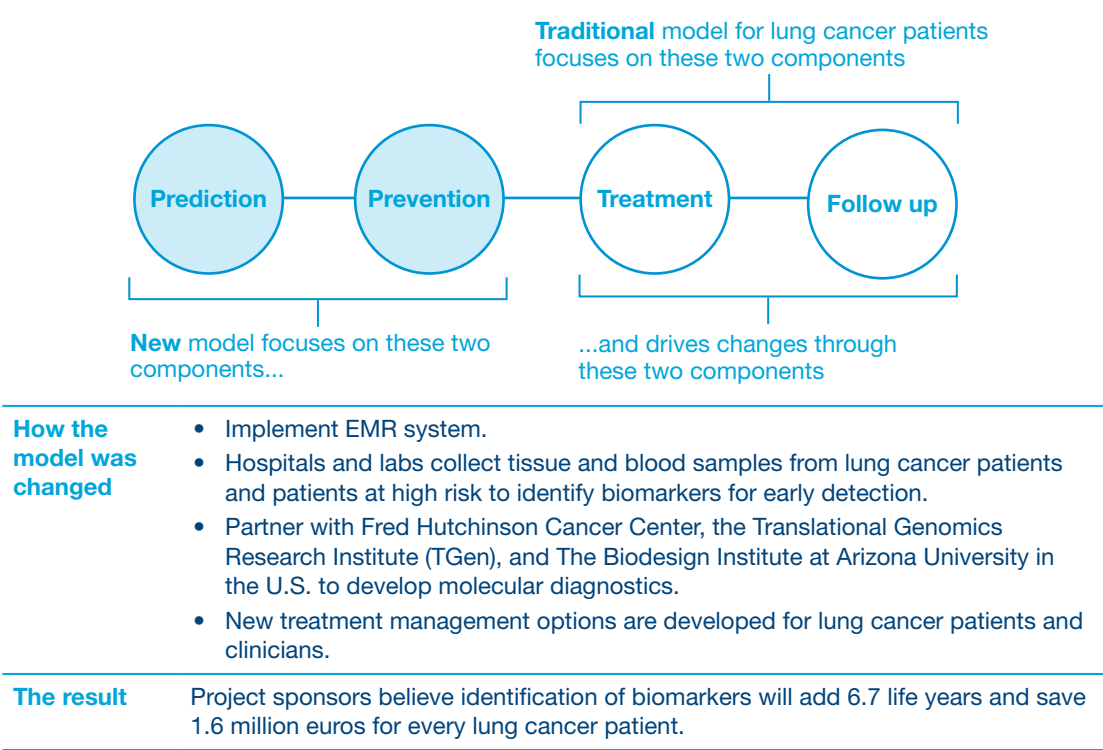 Traditional model for lung cancer patients
focuses on these two components
Prediction
Prevention
Treatment
Follow up
New model focuses on these two
components...
...and drives changes through
these two components
How the
model was
changed
• Implement EMR system.
• Hospitals and labs collect tissue and blood samples from lung cancer patients
and patients at high risk to identify biomarkers for early detection.
• Partner with Fred Hutchinson Cancer Center, the Translational Genomics
Research Institute (TGen), and The Biodesign Institute at Arizona University in
the U.S. to develop molecular diagnostics.
• New treatment management options are developed for lung cancer patients and
clinicians.
The result
Project sponsors believe identification of biomarkers will add 6.7 life years and save
1.6 million euros for every lung cancer patient.